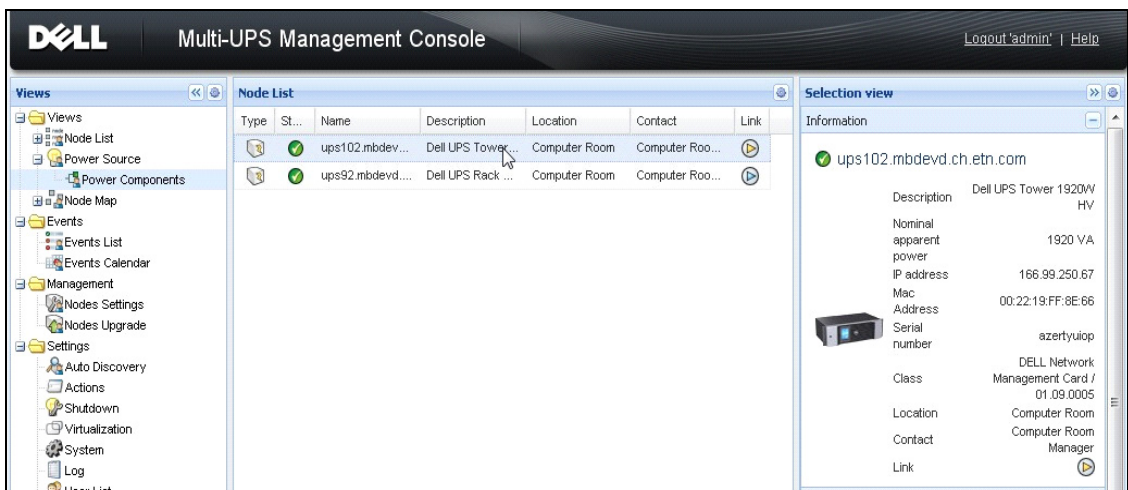 DELL
Multi-UPS Management Console
Logout 'admin' | Help
Views
Views
Node List
Power Source
Power Components
Node Map
Events
Events List
Events Calendar
Management
Nodes Settings
Nodes Upgrade
Settings
Auto Discovery
Actions
Shutdown
Virtualization
System
Log
User List
Node List
Type St... Name Description Location Contact Link
ups102.mbdev... Dell UPS Tower... Computer Room Computer Roo...
ups92.mbdevd.... Dell UPS Rack ... Computer Room Computer Roo...
Selection view
Information
ups102.mbdevd.ch.etn.com
Description Dell UPS Tower 1920W
HV
Nominal
apparent 1920 VA
power
IP address 166.99.250.67
Mac
Address 00:22:19:FF:8E:66
Serial
number azertyuiop
DELL Network
Class Management Card /
01.09.0005
Location Computer Room
Contact Computer Room
Manager
Link